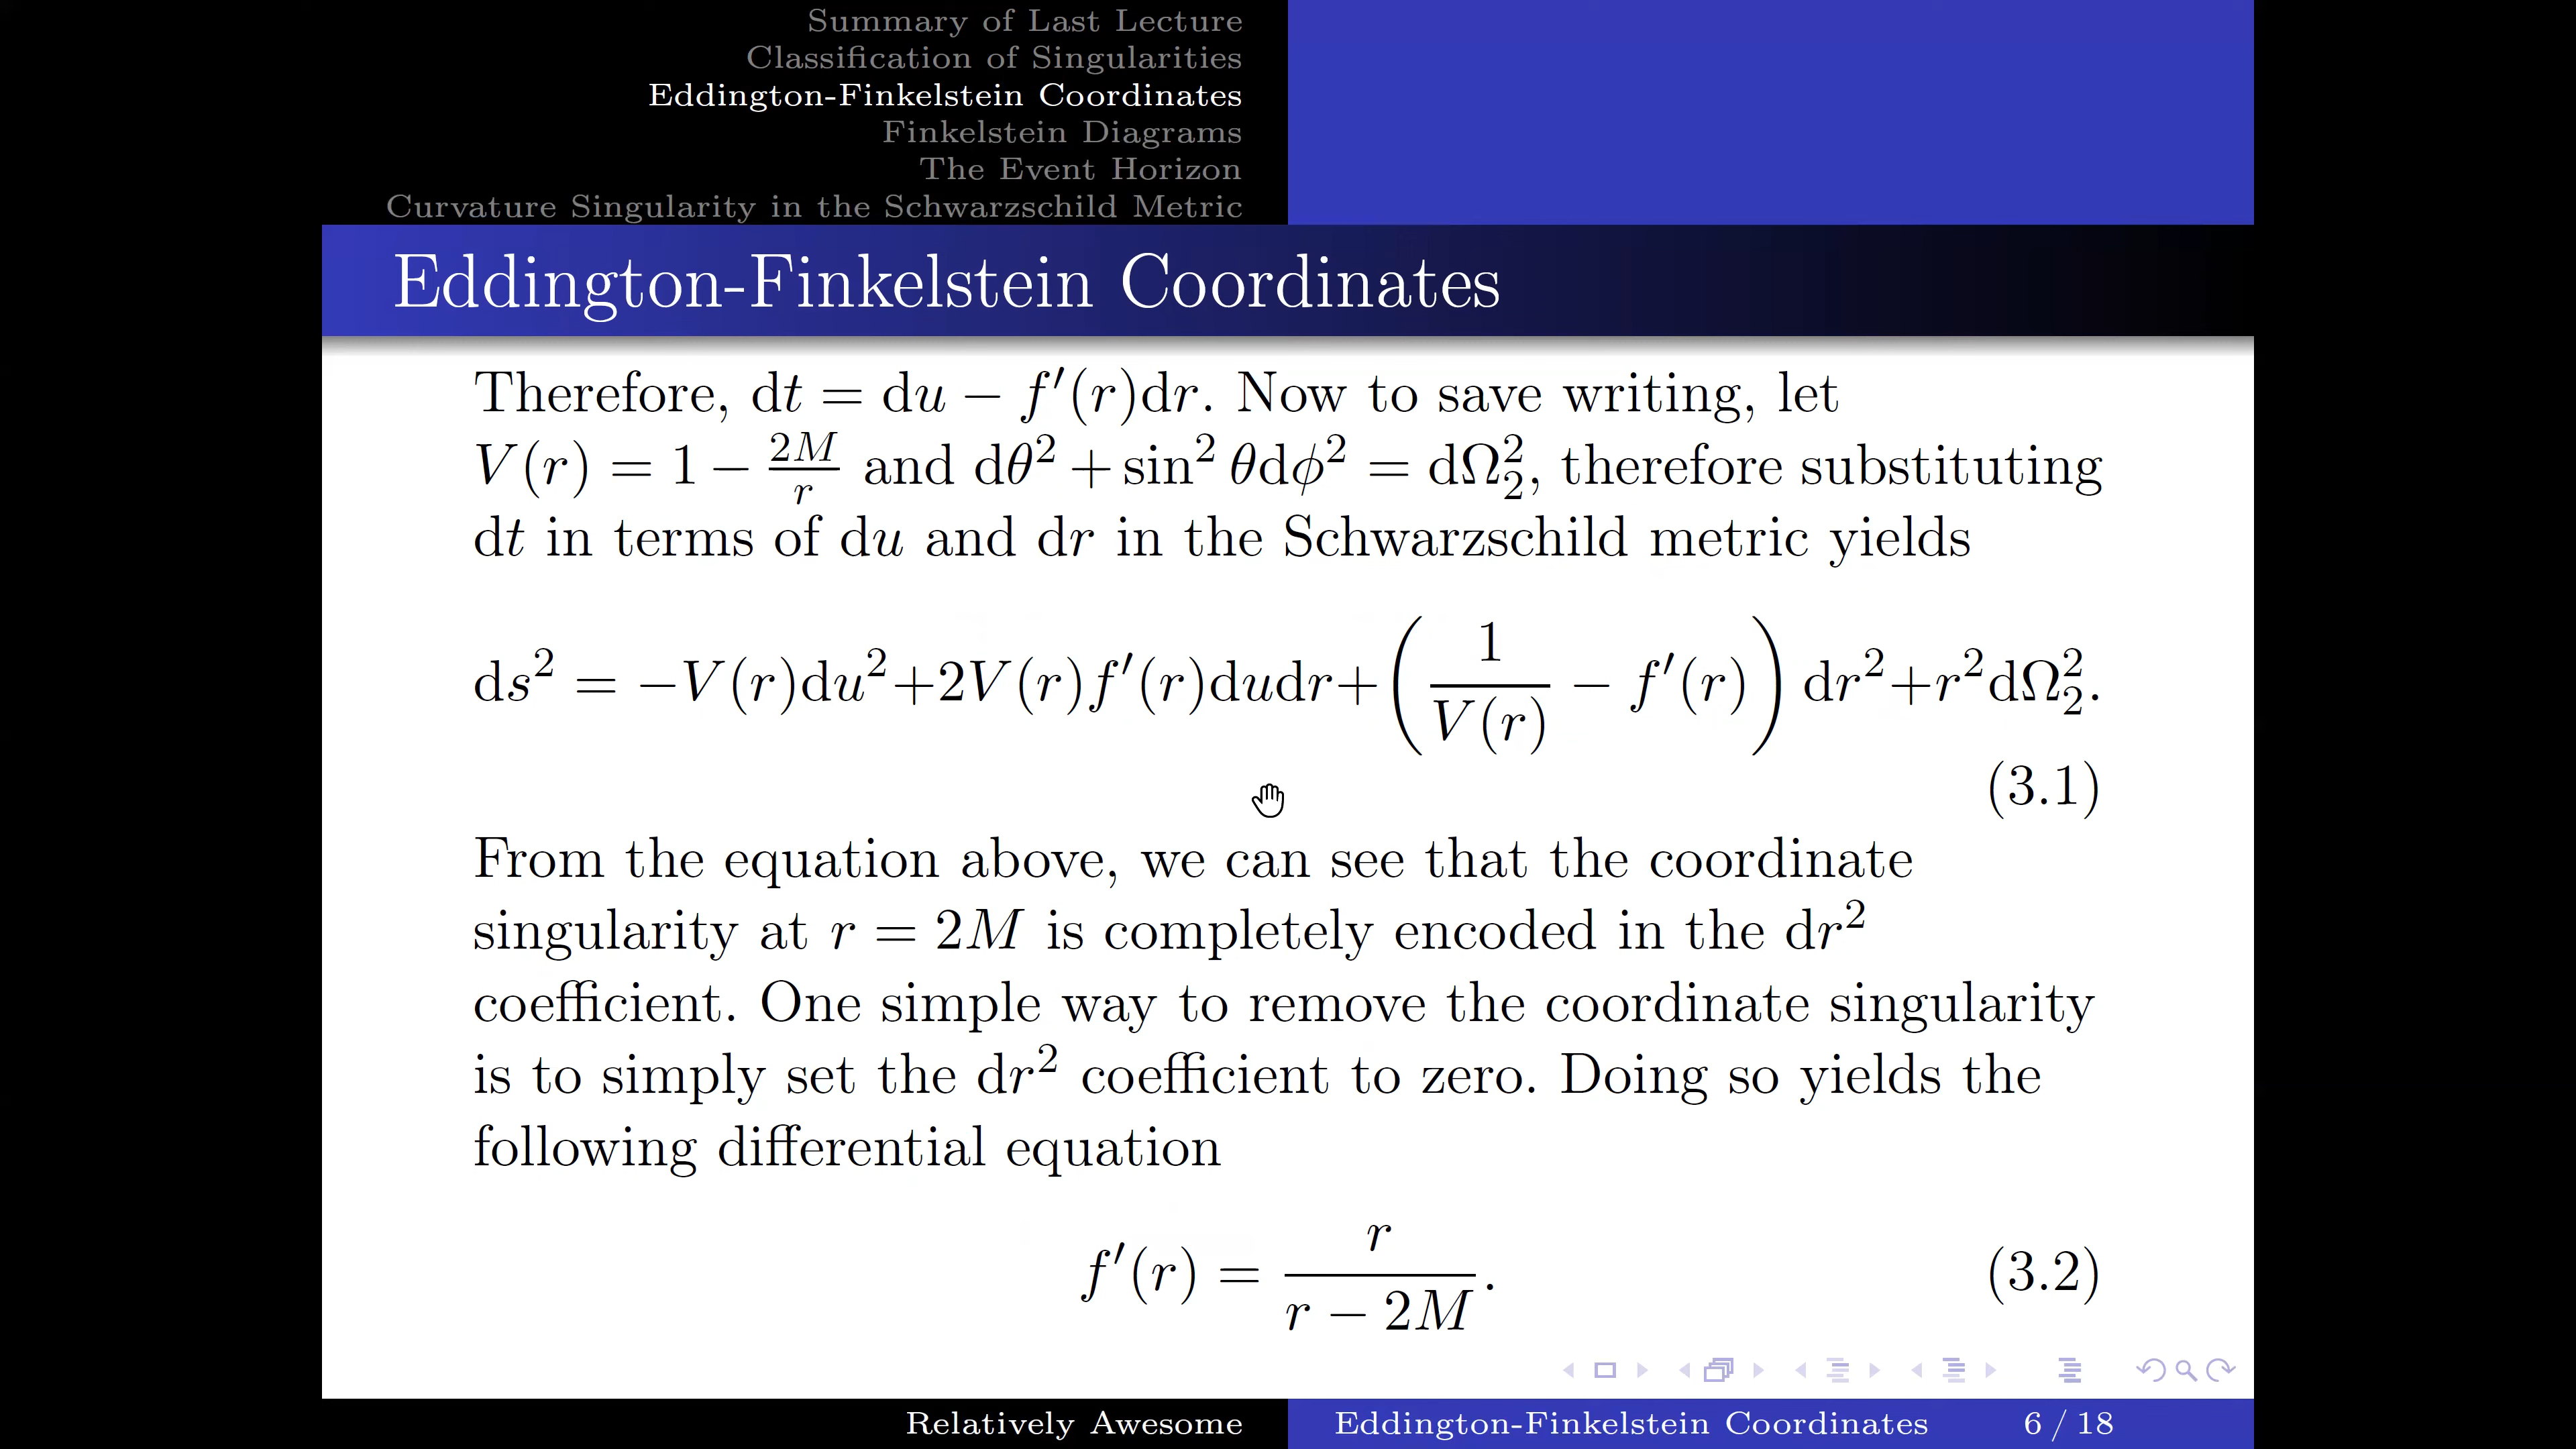 Summary of Last Lecture
Classification of Singularities
Eddington-Finkelstein Coordinates
Finkelstein Diagrams
The Event Horizon
Curvature Singularity in the Schwarzschild Metric
Eddington-Finkelstein Coordinates
Therefore, dt = du − f′(r)dr. Now to save writing, let
V(r) = 1 − 2M/r and dθ² + sin² θdϕ² = dΩ₂², therefore substituting
dt in terms of du and dr in the Schwarzschild metric yields
ds² = −V(r)du²+2V(r)f′(r)dudr+(1/V(r) − f′(r)) dr²+r²dΩ₂².
(3.1)
From the equation above, we can see that the coordinate
singularity at r = 2M is completely encoded in the dr²
coefficient. One simple way to remove the coordinate singularity
is to simply set the dr² coefficient to zero. Doing so yields the
following differential equation
f′(r) = r/(r − 2M). (3.2)
Relatively Awesome Eddington-Finkelstein Coordinates 6 / 18